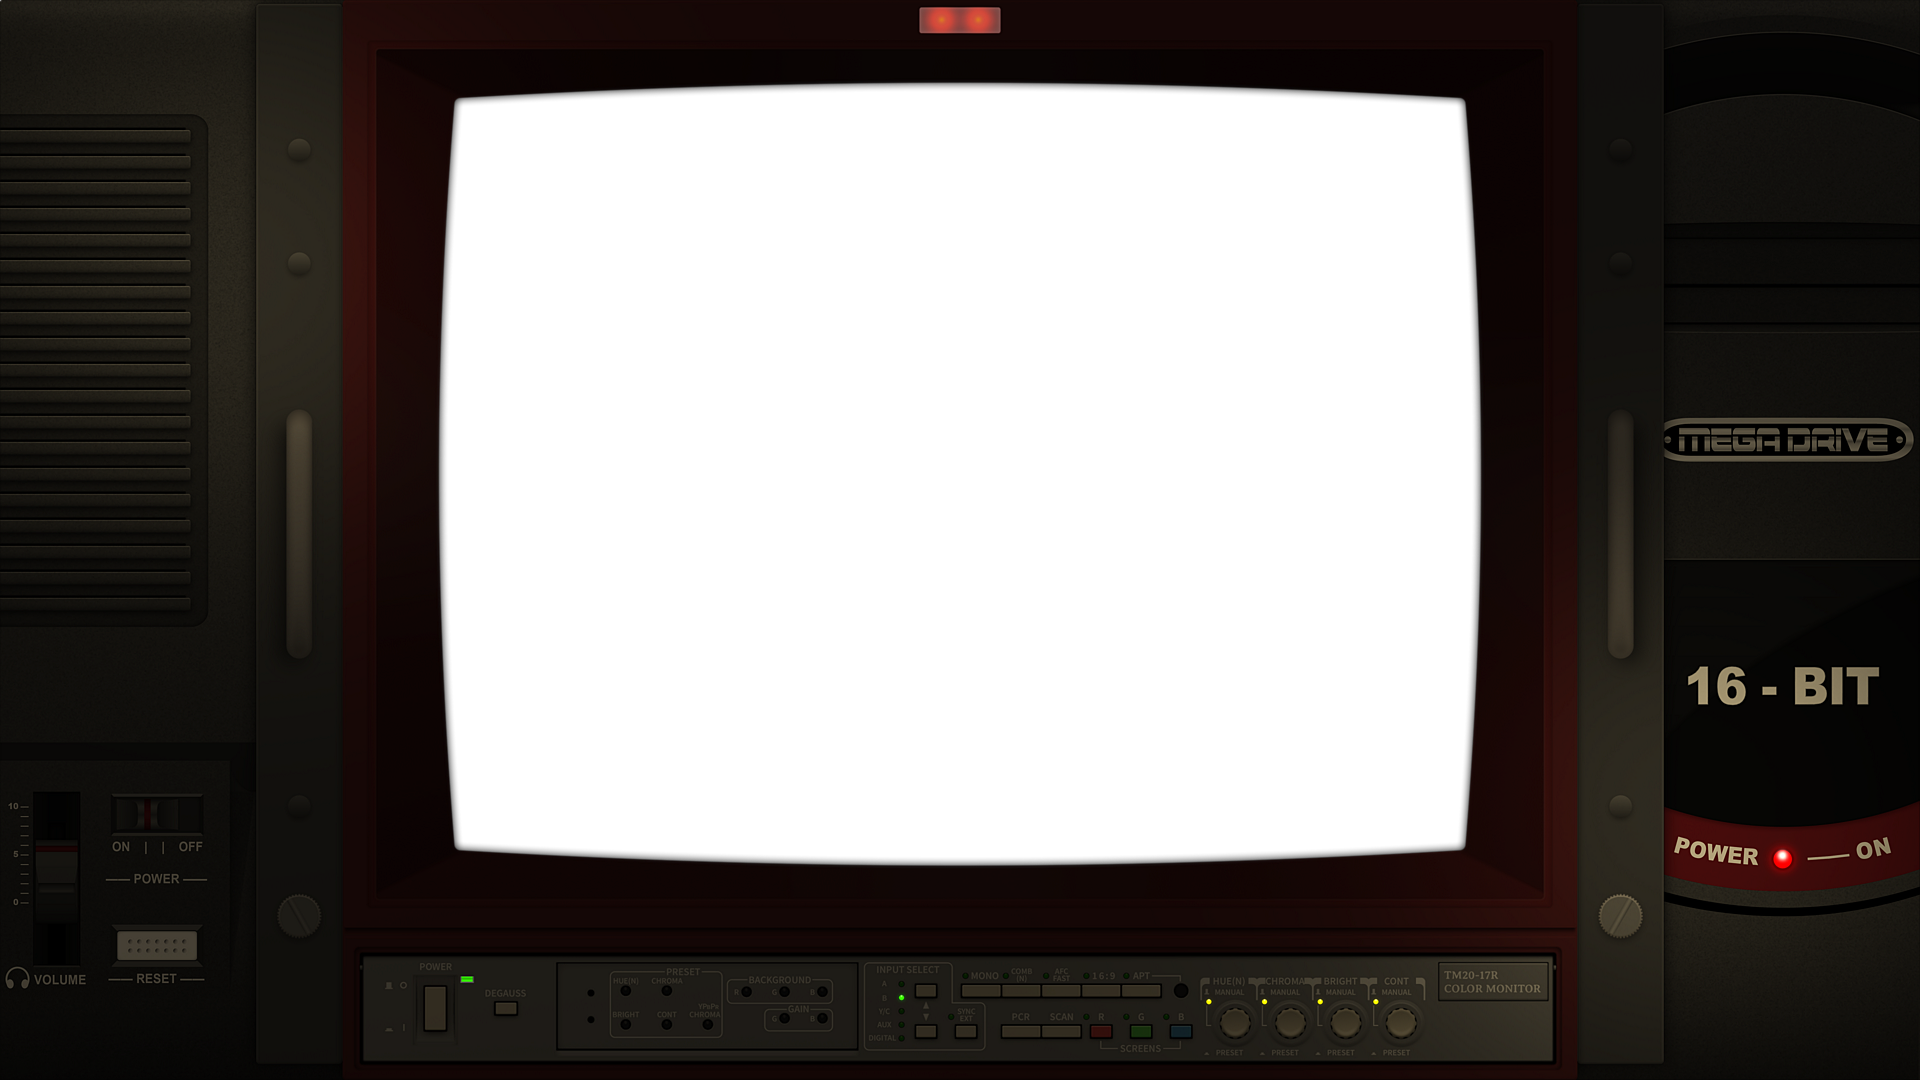 MEGA DRIVE
16 - BIT
POWER
ON
10
5
0
ON | | OFF
POWER
VOLUME
RESET
POWER
DEGAUSS
PRESET
HUE(N) CHROMA
BRIGHT CONT YPbPb CHROMA
BACKGROUND
R G B
GAIN
G B
INPUT SELECT
A
B
Y/C
AUX
DIGITAL
SYNC
EXT
MONO
COMB
(N)
AFC
FAST
16:9
APT
PCR SCAN R G B
SCREENS
HUE(N) CHROMA BRIGHT CONT
MANUAL MANUAL MANUAL MANUAL
PRESET PRESET PRESET PRESET
TM20-17R
COLOR MONITOR